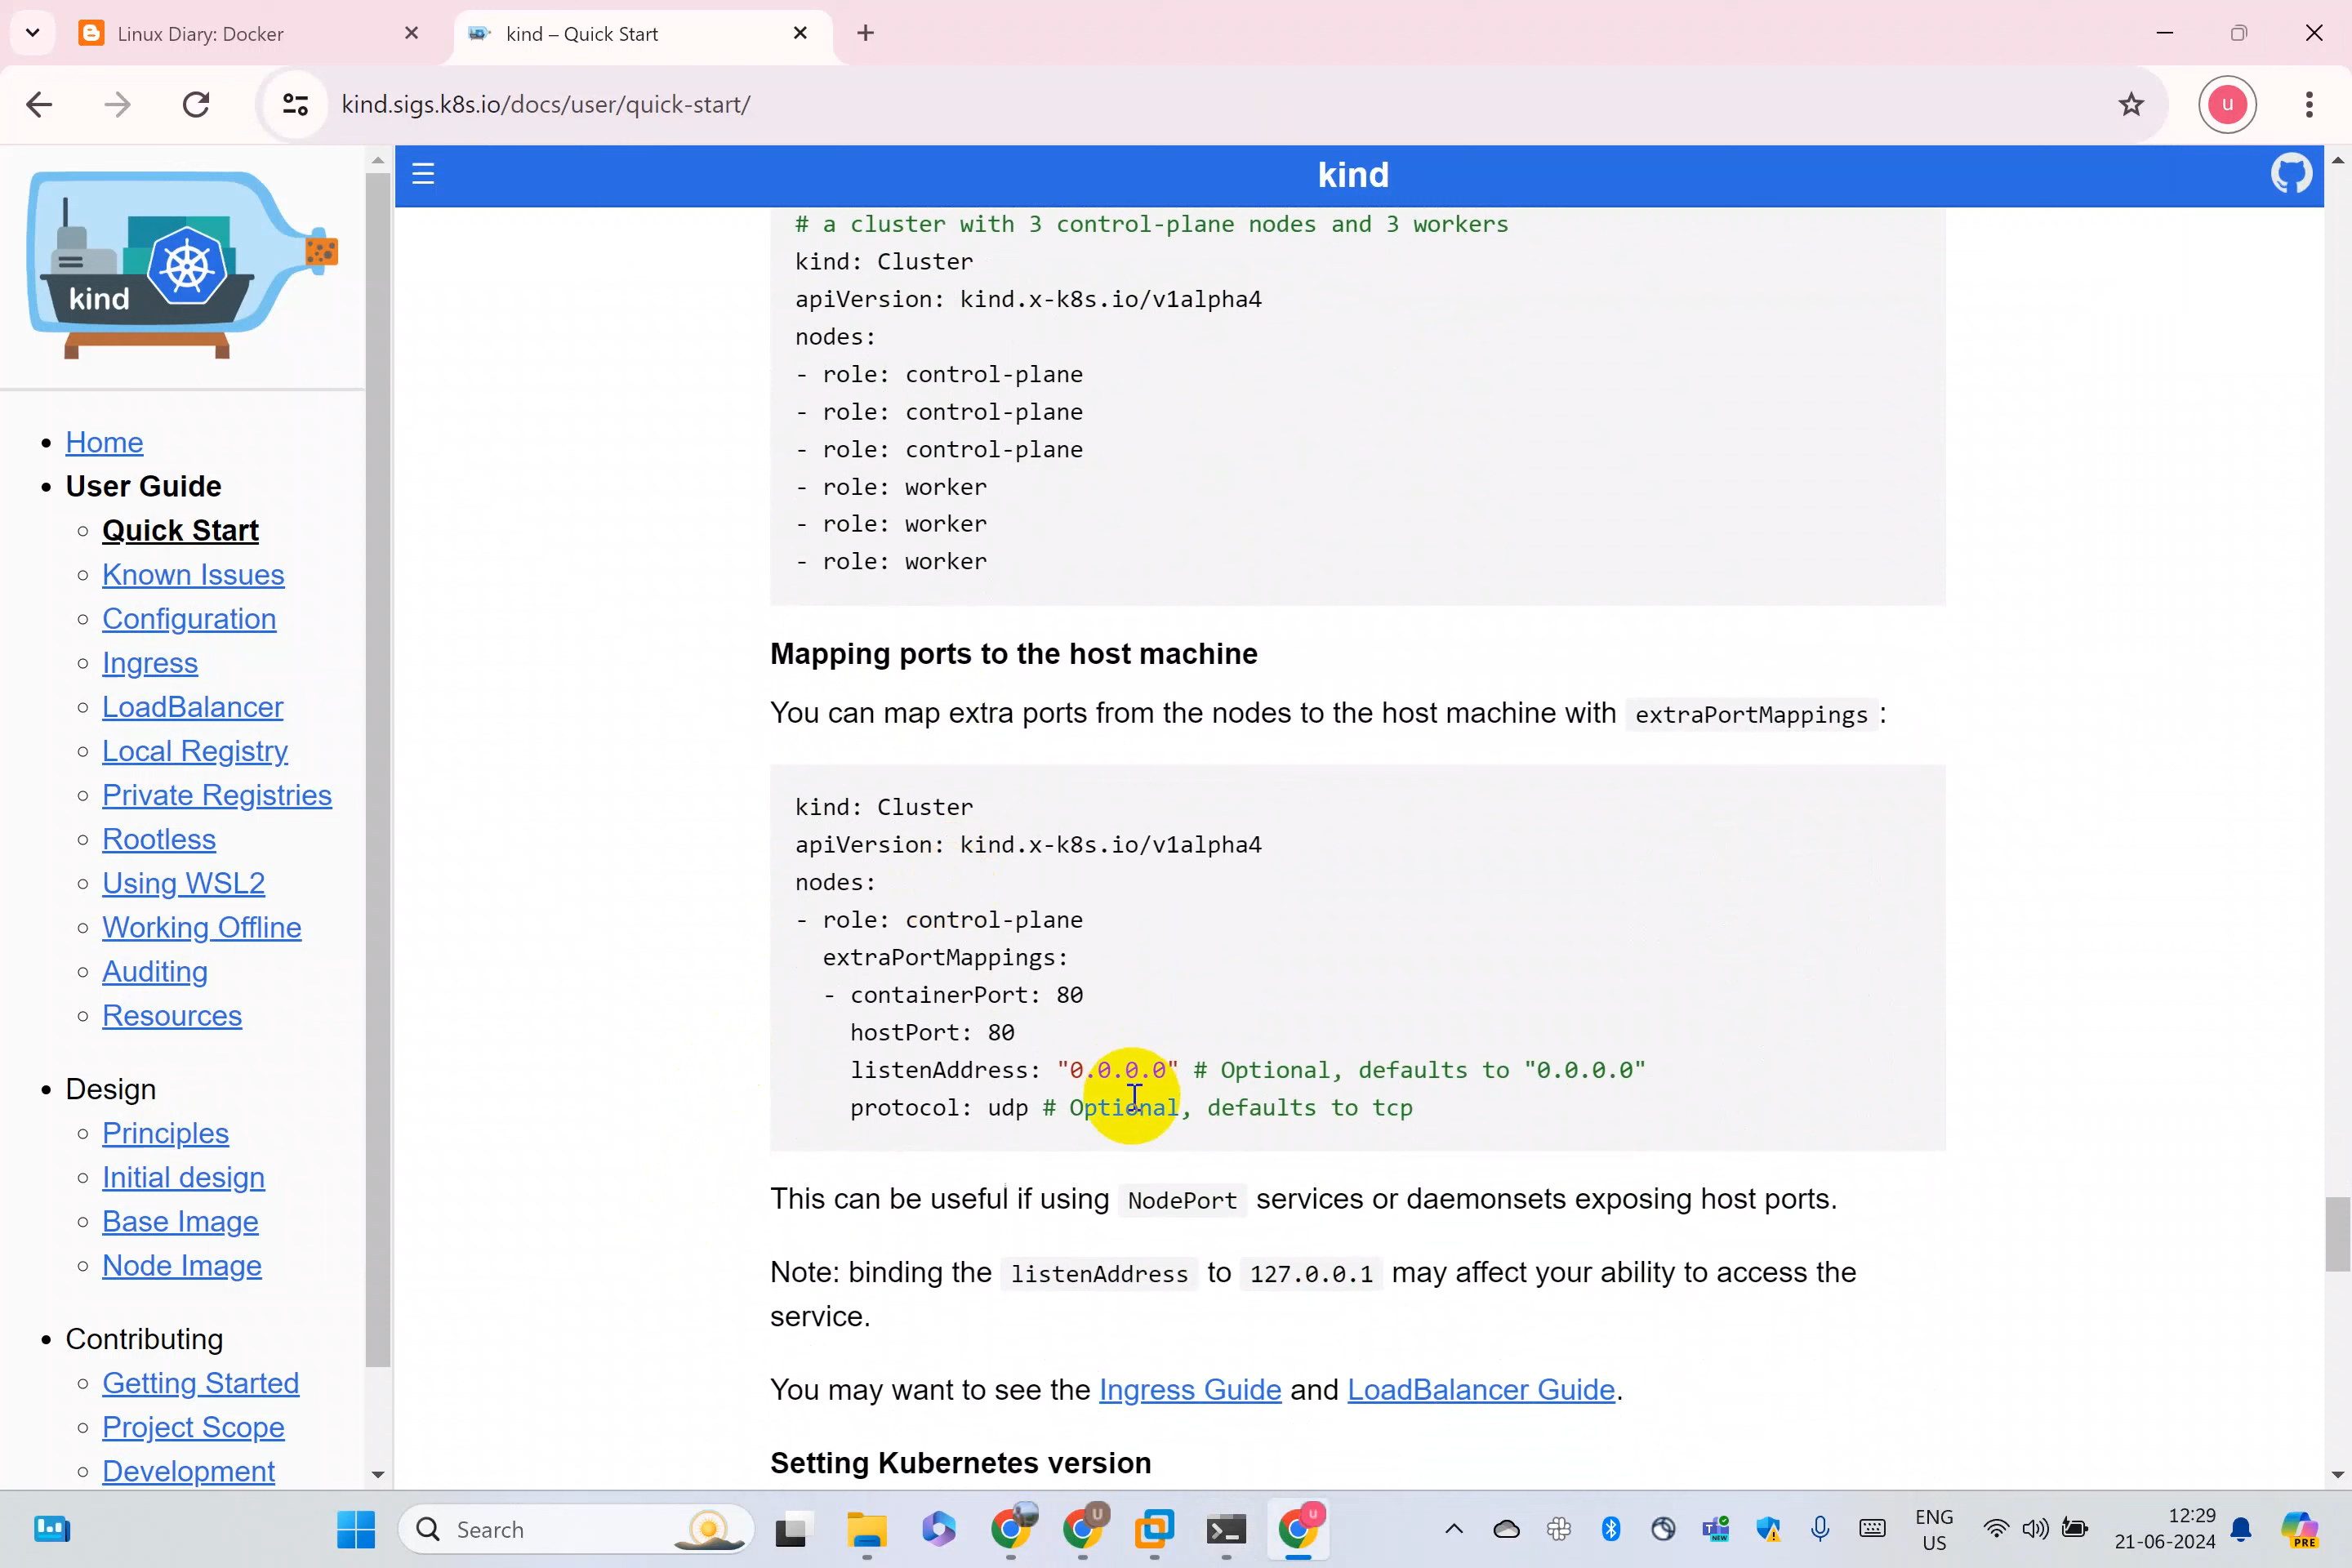 Linux Diary: Docker
kind – Quick Start
kind.sigs.k8s.io/docs/user/quick-start/
u
kind
kind
Home
User Guide
Quick Start
Known Issues
Configuration
Ingress
LoadBalancer
Local Registry
Private Registries
Rootless
Using WSL2
Working Offline
Auditing
Resources
Design
Principles
Initial design
Base Image
Node Image
Contributing
Getting Started
Project Scope
Development
# a cluster with 3 control-plane nodes and 3 workers
kind: Cluster
apiVersion: kind.x-k8s.io/v1alpha4
nodes:
- role: control-plane
- role: control-plane
- role: control-plane
- role: worker
- role: worker
- role: worker
Mapping ports to the host machine
You can map extra ports from the nodes to the host machine with extraPortMappings:
kind: Cluster
apiVersion: kind.x-k8s.io/v1alpha4
nodes:
- role: control-plane
extraPortMappings:
- containerPort: 80
hostPort: 80
listenAddress: "0.0.0.0" # Optional, defaults to "0.0.0.0"
protocol: udp # Optional, defaults to tcp
This can be useful if using NodePort services or daemonsets exposing host ports.
Note: binding the listenAddress to 127.0.0.1 may affect your ability to access the
service.
You may want to see the Ingress Guide and LoadBalancer Guide.
Setting Kubernetes version
Search
U
u
NEW
ENG
US
12:29
21-06-2024
PRE